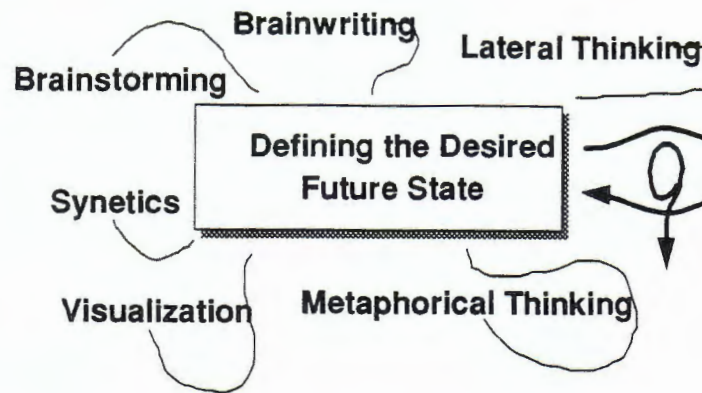 Brainwriting
Lateral Thinking
Brainstorming
Defining the Desired
Future State
Synetics
Visualization
Metaphorical Thinking